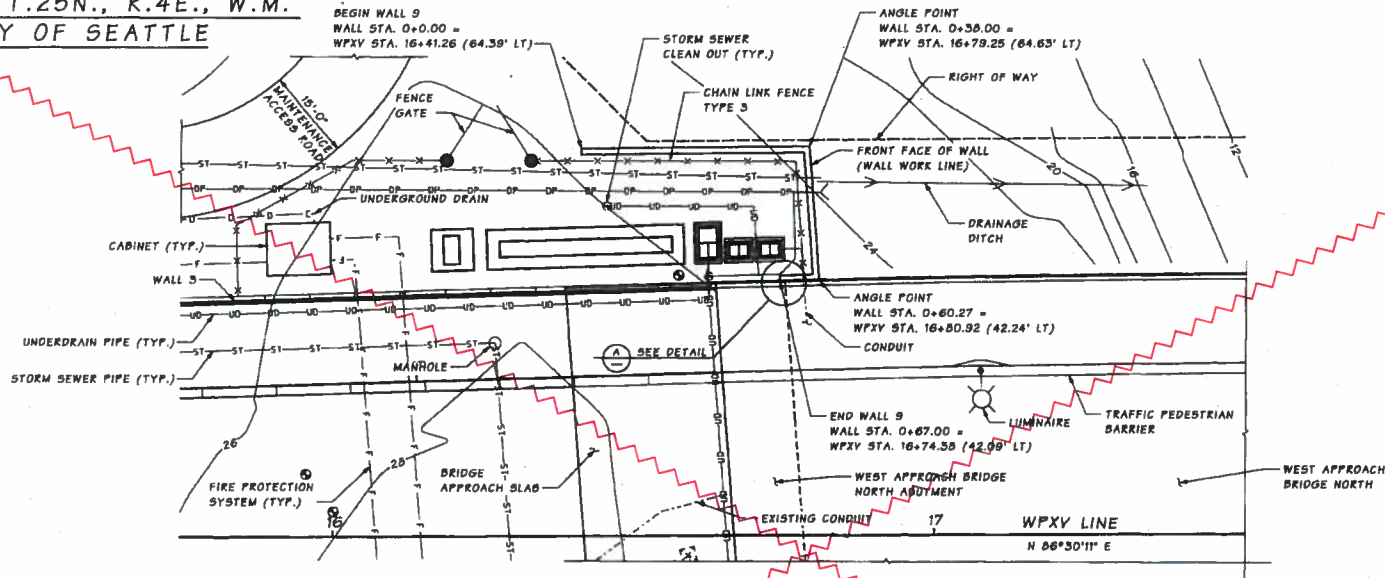 T.25N., R.4E., W.M.
Y OF SEATTLE
BEGIN WALL 9
WALL STA. 0+0.00 =
WPXV STA. 16+41.26 (64.39' LT)
STORM SEWER
CLEAN OUT (TYP.)
ANGLE POINT
WALL STA. 0+38.00 =
WPXV STA. 16+79.25 (64.63' LT)
RIGHT OF WAY
CHAIN LINK FENCE
TYPE 3
FENCE
GATE
15'-0"
MAINTENANCE
ACCESS ROAD
FRONT FACE OF WALL
(WALL WORK LINE)
20
16
12
UNDERGROUND DRAIN
DRAINAGE
DITCH
24
CABINET (TYP.)
WALL 3
ANGLE POINT
WALL STA. 0+60.27 =
WPXV STA. 16+80.92 (42.24' LT)
CONDUIT
UNDERDRAIN PIPE (TYP.)
A SEE DETAIL
MANHOLE
STORM SEWER PIPE (TYP.)
END WALL 9
WALL STA. 0+67.00 =
WPXV STA. 16+74.38 (42.09' LT)
LUMINAIRE
TRAFFIC PEDESTRIAN
BARRIER
26
28
BRIDGE
APPROACH SLAB
WEST APPROACH BRIDGE
NORTH ABUTMENT
WEST APPROACH
BRIDGE NORTH
FIRE PROTECTION
SYSTEM (TYP.)
EXISTING CONDUIT
17
WPXV LINE
N 86°30'11" E